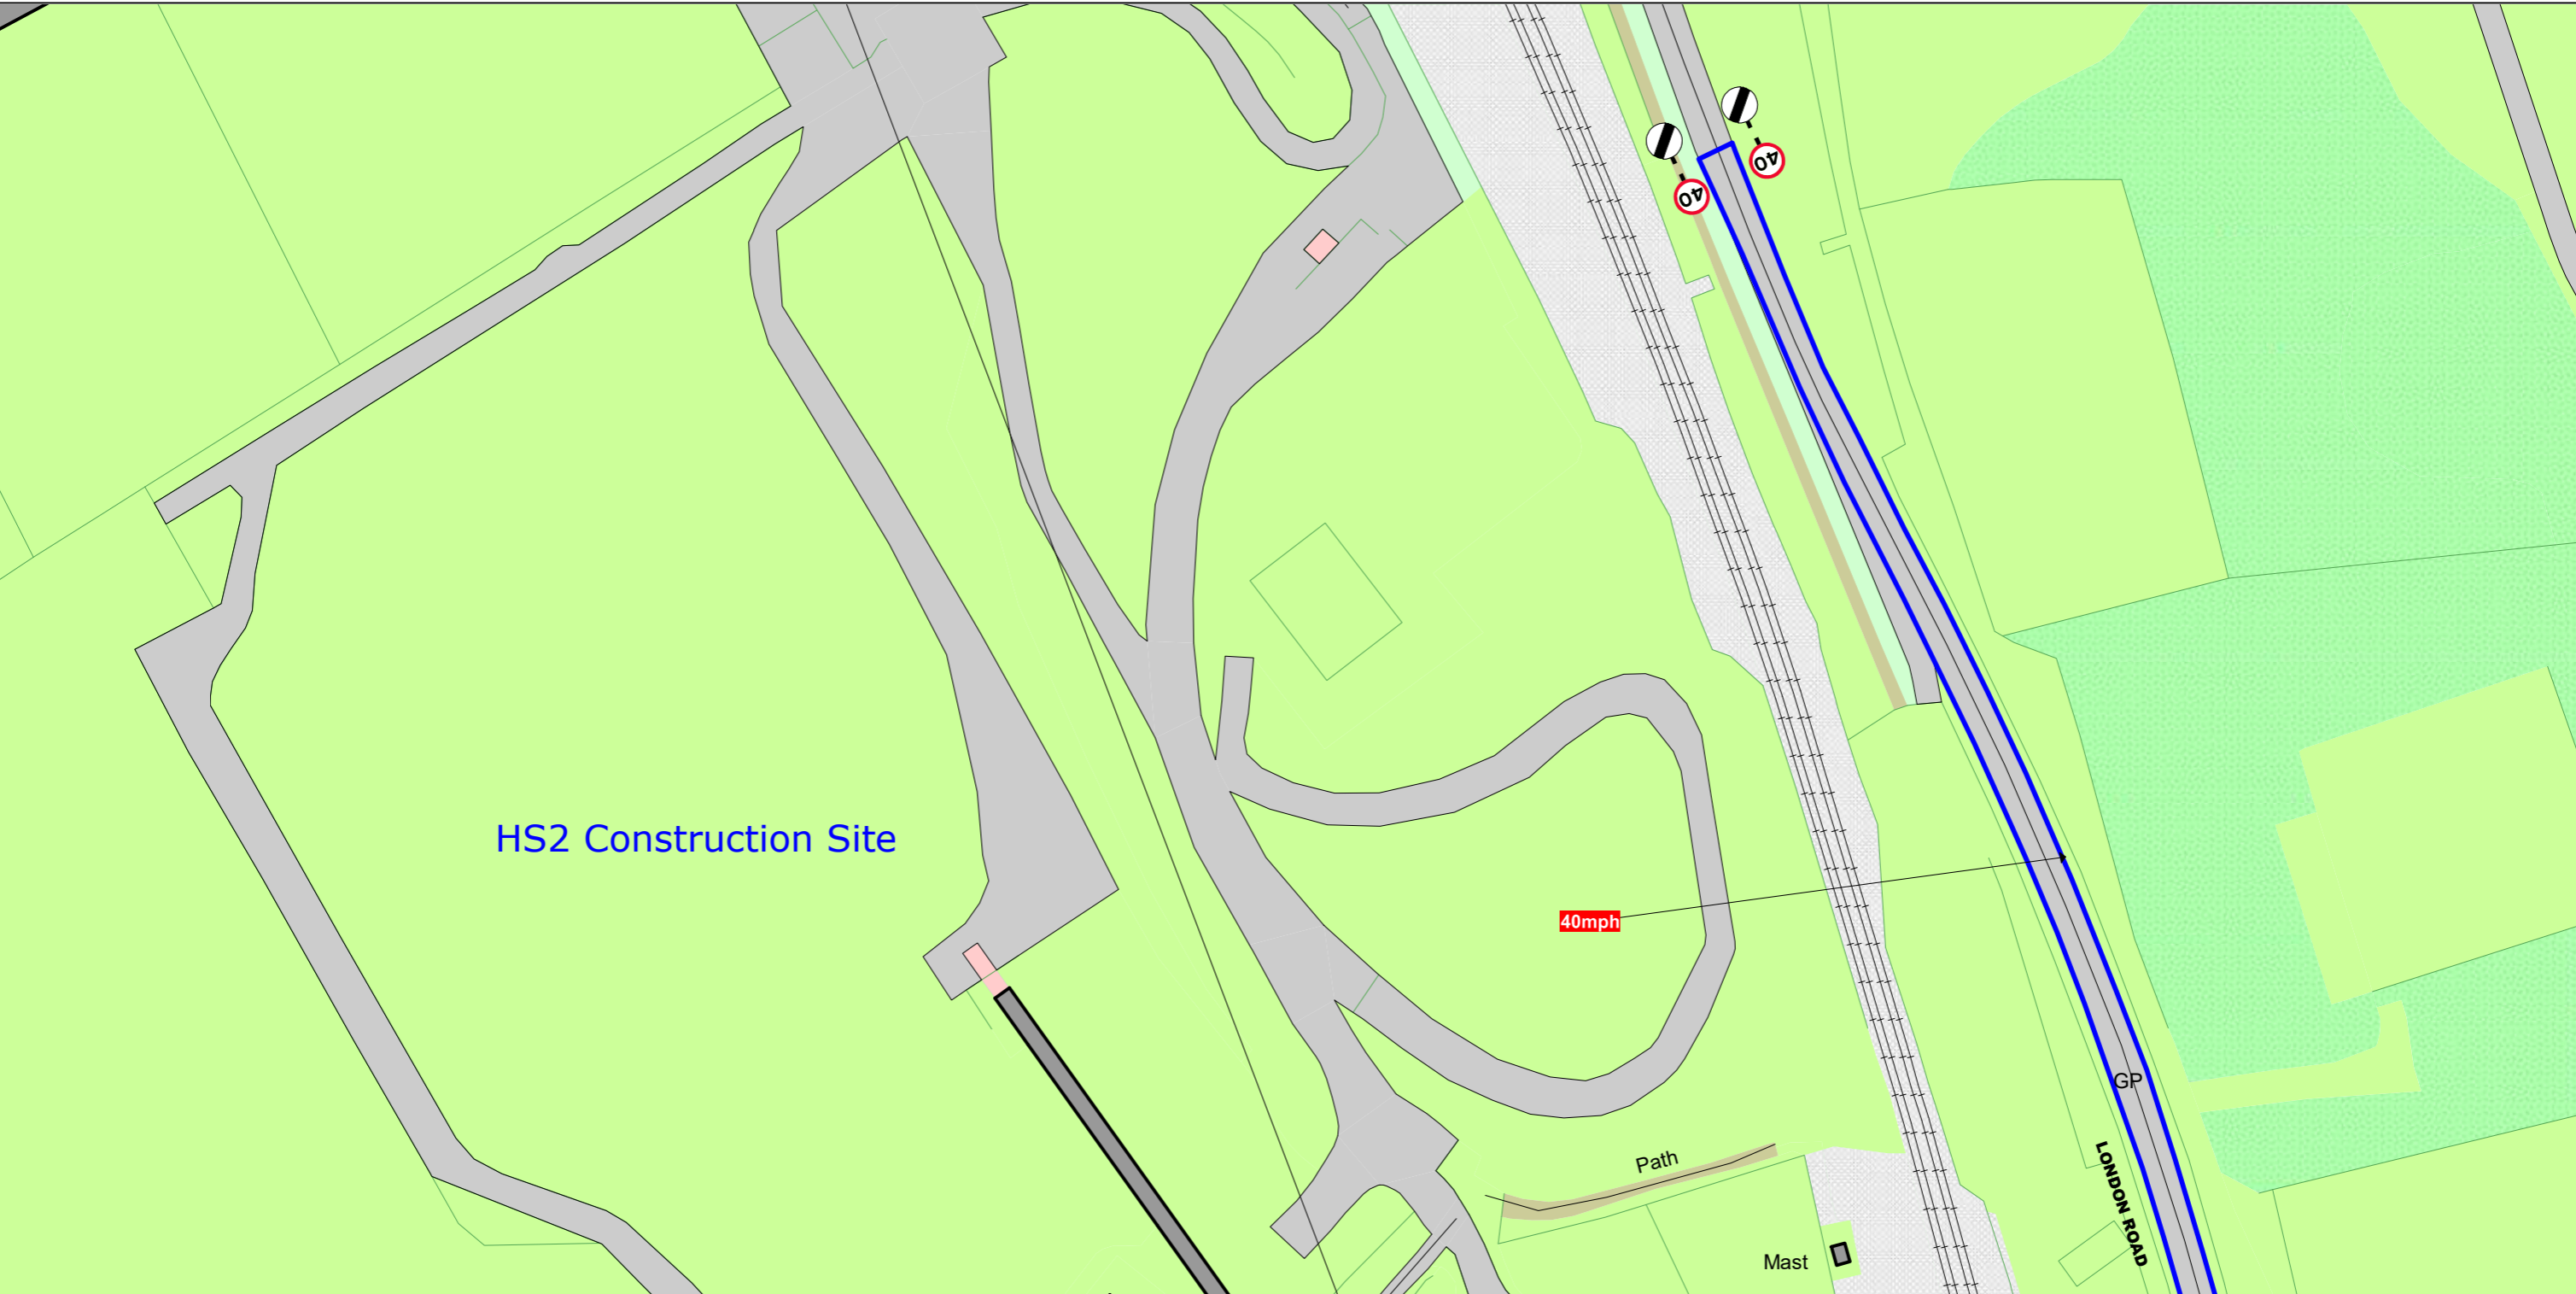 40
40
HS2 Construction Site
40mph
GP
LONDON ROAD
Path
Mast